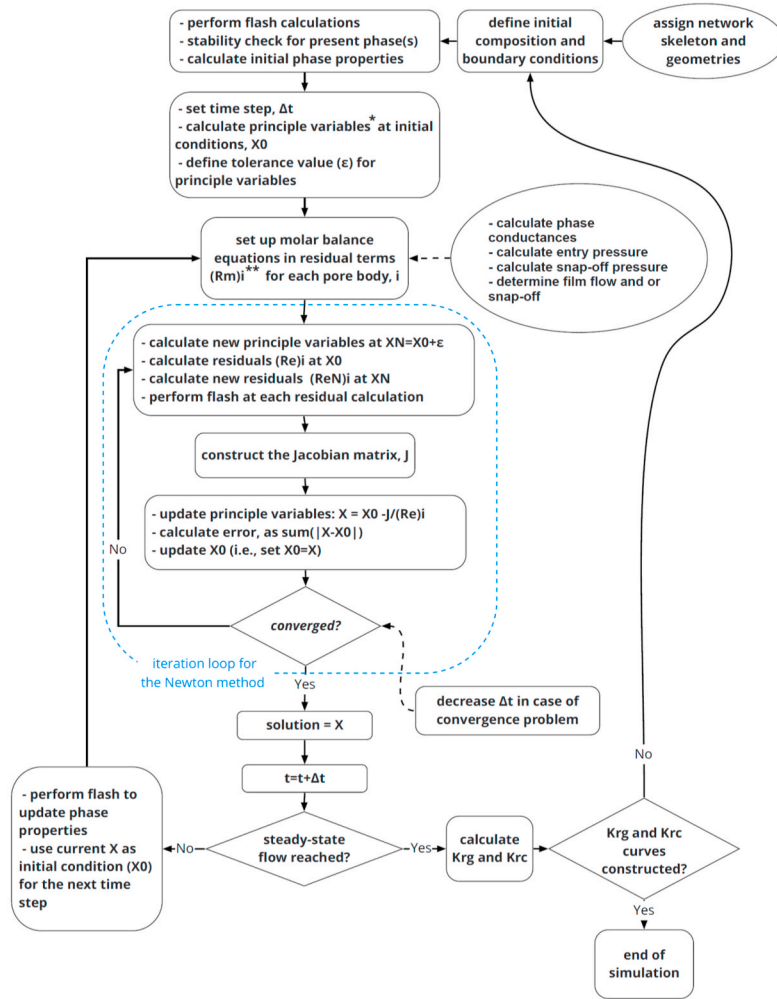 - perform flash calculations
- stability check for present phase(s)
- calculate initial phase properties
define initial
composition and
boundary conditions
assign network
skeleton and
geometries
- set time step, Δt
- calculate principle variables* at initial
conditions, X0
- define tolerance value (ε) for
principle variables
set up molar balance
equations in residual terms
(Rm)i** for each pore body, i
- calculate phase
conductances
- calculate entry pressure
- calculate snap-off pressure
- determine film flow and or
snap-off
- calculate new principle variables at XN=X0+ε
- calculate residuals (Re)i at X0
- calculate new residuals (ReN)i at XN
- perform flash at each residual calculation
construct the Jacobian matrix, J
- update principle variables: X = X0 -J/(Re)i
- calculate error, as sum(|X-X0|)
- update X0 (i.e., set X0=X)
No
converged?
iteration loop for
the Newton method
Yes
decrease Δt in case of
convergence problem
solution = X
t=t+Δt
No
- perform flash to
update phase
properties
- use current X as
initial condition (X0)
for the next time
step
No
steady-state
flow reached?
Yes
calculate
Krg and Krc
Krg and Krc
curves
constructed?
Yes
end of
simulation